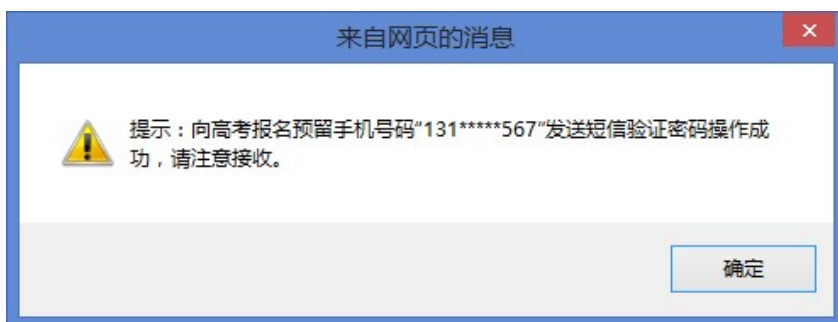 来自网页的消息
提示：向高考报名预留手机号码"131*****567"发送短信验证密码操作成
功，请注意接收。
确定